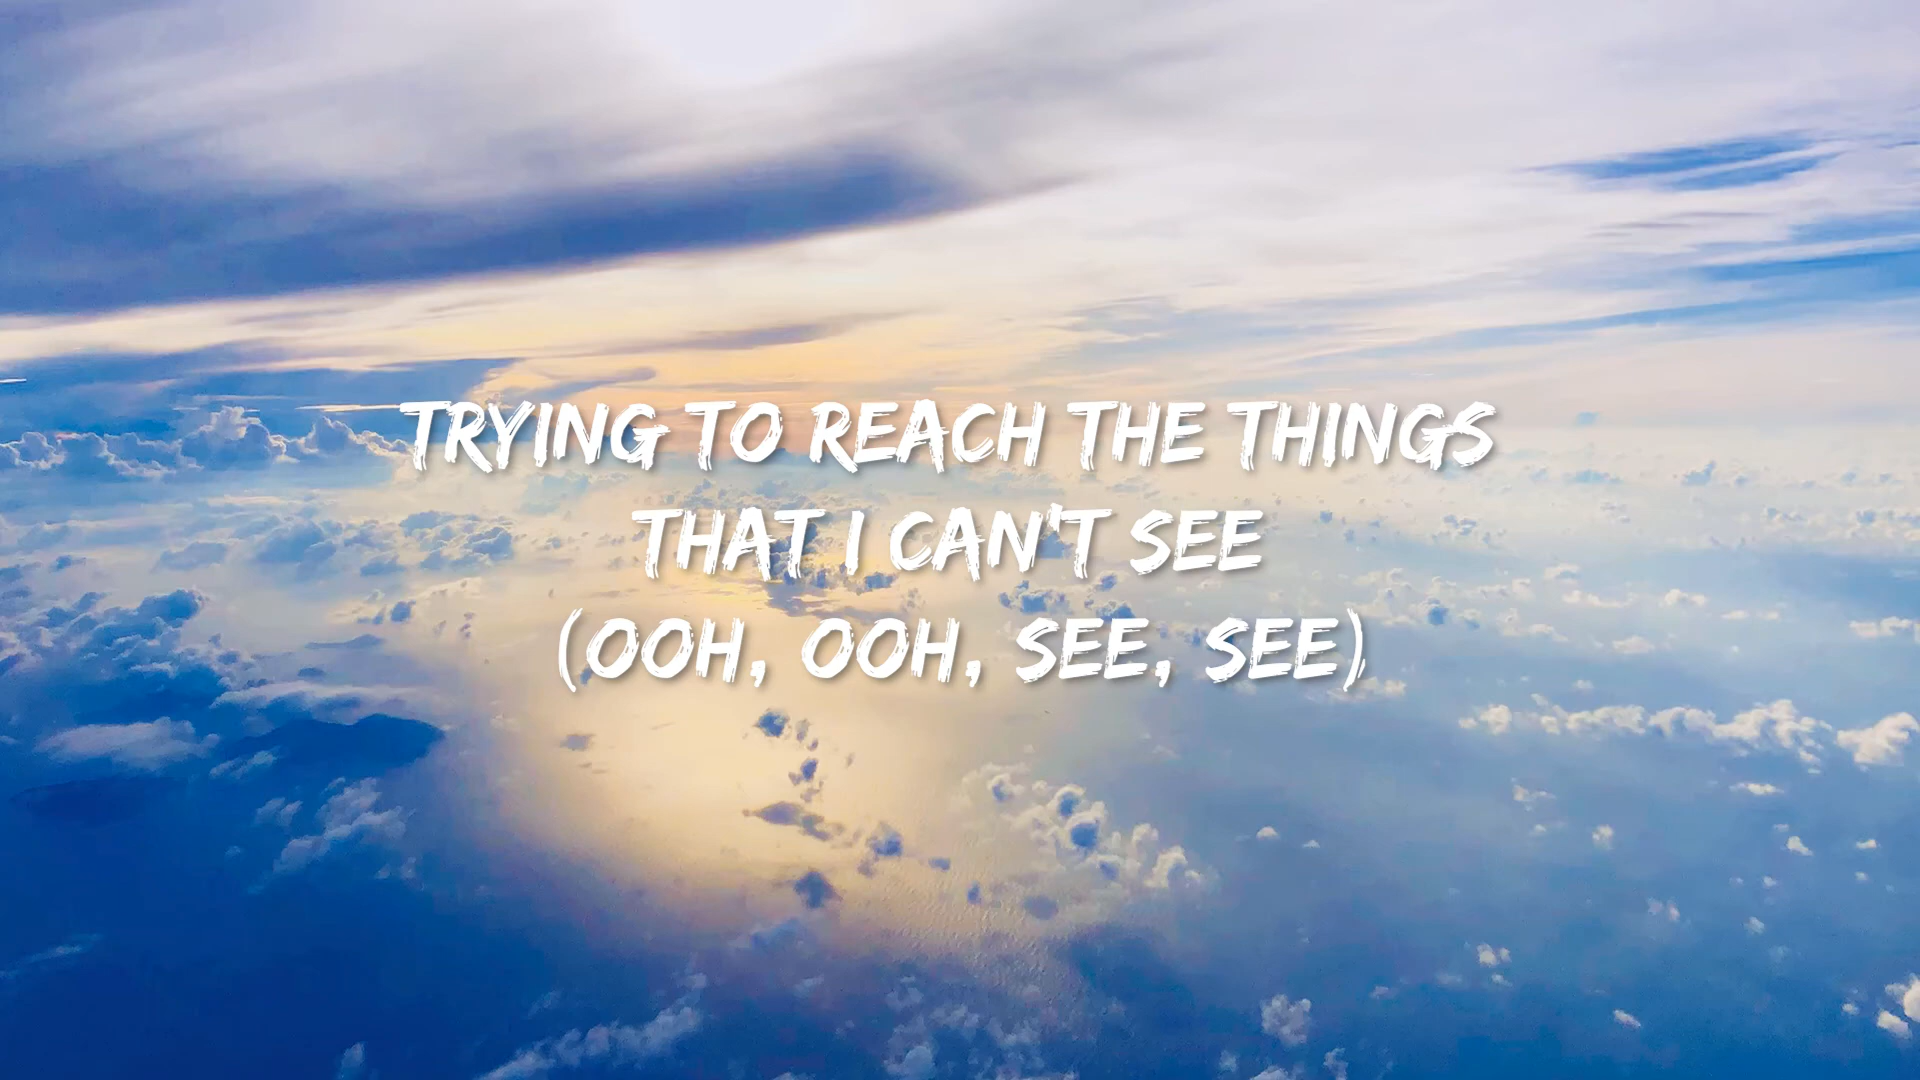 TRYING TO REACH THE THINGS
THAT I CAN'T SEE
(OOH, OOH, SEE, SEE)